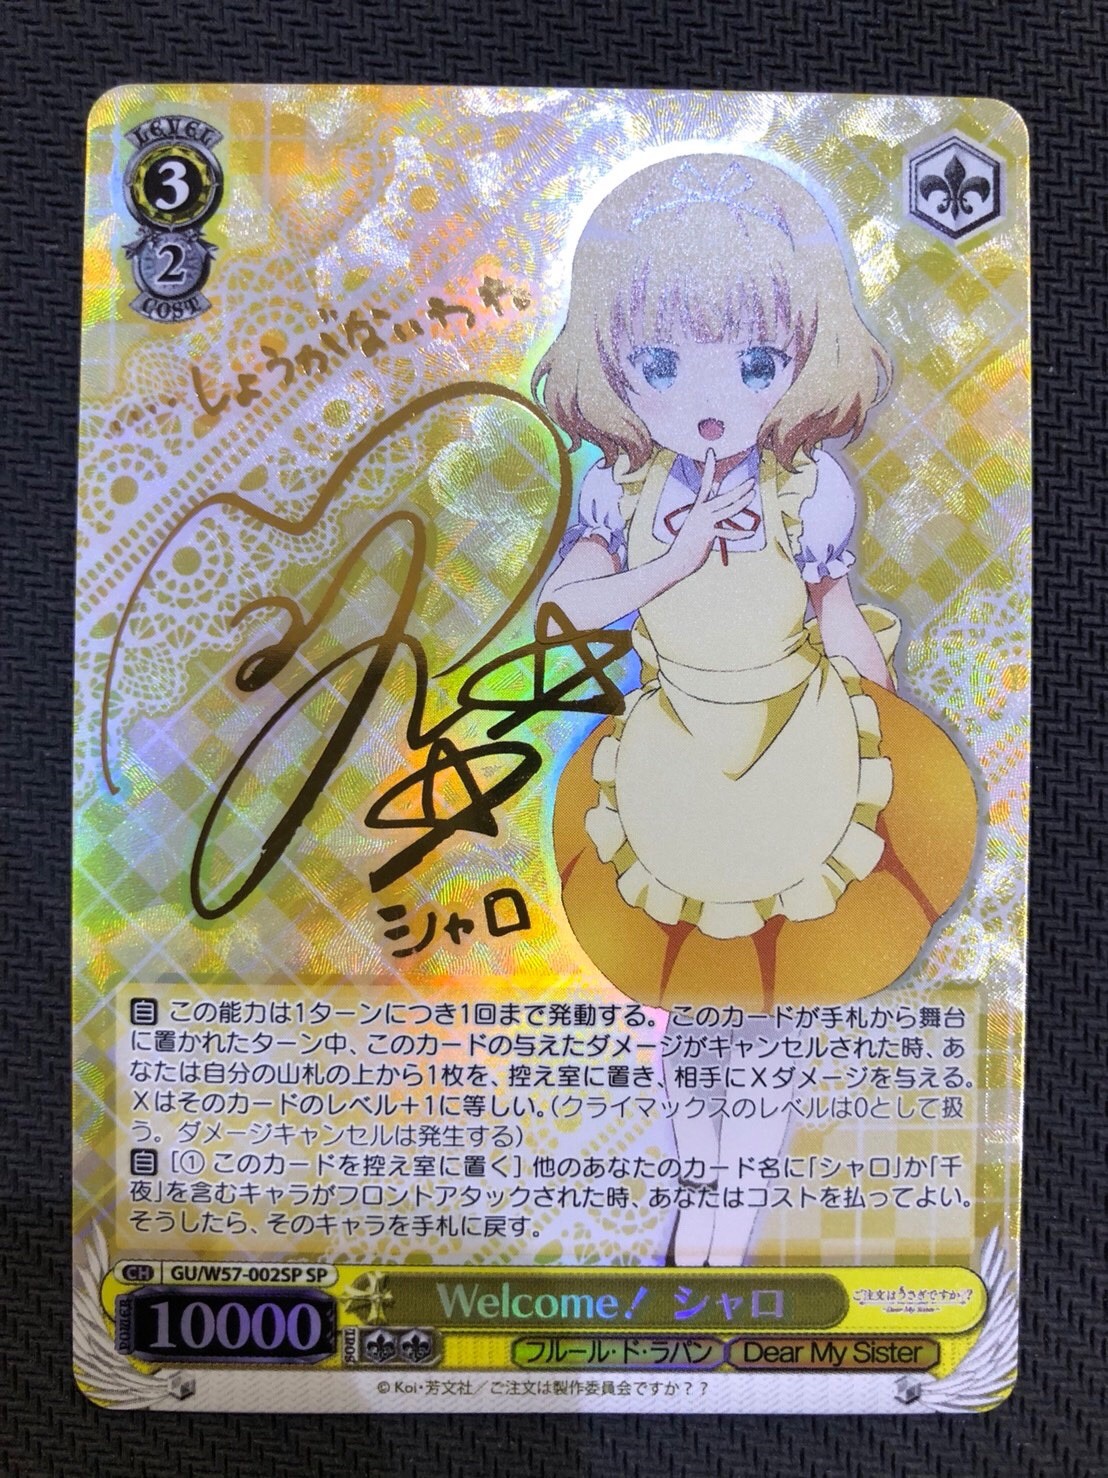 LEVEL
3
2
COST
…しょうがないわね
シャロ
自 この能力は1ターンにつき1回まで発動する。このカードが手札から舞台
に置かれたターン中、このカードの与えたダメージがキャンセルされた時、あ
なたは自分の山札の上から1枚を、控え室に置き、相手にXダメージを与える。
Xはそのカードのレベル+1に等しい。(クライマックスのレベルは0として扱
う。ダメージキャンセルは発生する)
自 [① このカードを控え室に置く] 他のあなたのカード名に「シャロ」か「千
夜」を含むキャラがフロントアタックされた時、あなたはコストを払ってよい。
そうしたら、そのキャラを手札に戻す。
CH GU/W57-002SP SP
POWER 10000
Welcome! シャロ
ご注文はうさぎですか??
~Dear My Sister~
SOUL
フルール・ド・ラパン Dear My Sister
© Koi・芳文社/ご注文は製作委員会ですか??